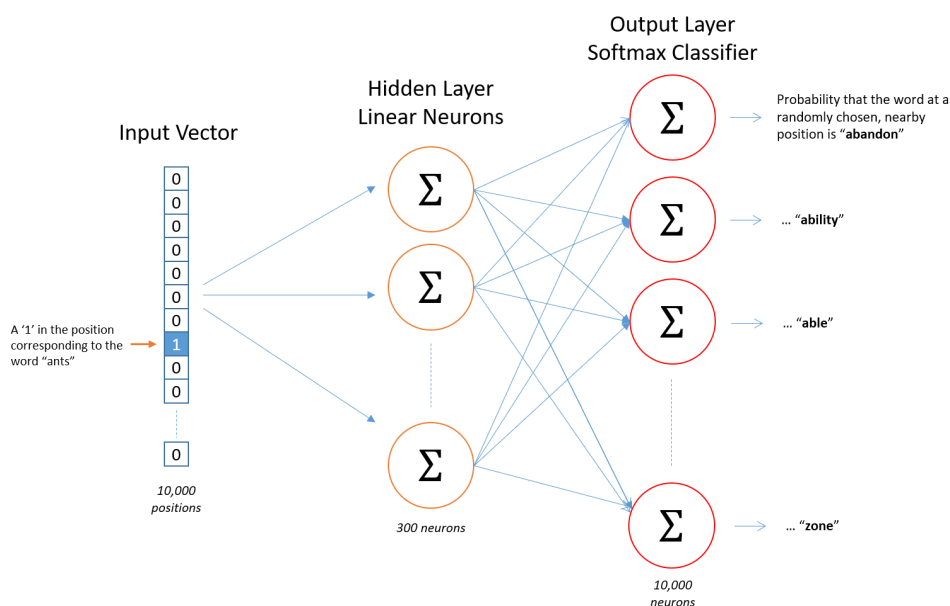 Output Layer
Softmax Classifier
Hidden Layer
Linear Neurons
Input Vector
0
0
0
0
0
0
0
1
0
0
0
A ‘1’ in the position
corresponding to the
word “ants”
10,000
positions
Σ
Σ
Σ
300 neurons
Σ
Σ
Σ
Σ
10,000
neurons
Probability that the word at a
randomly chosen, nearby
position is “abandon”
... “ability”
... “able”
... “zone”